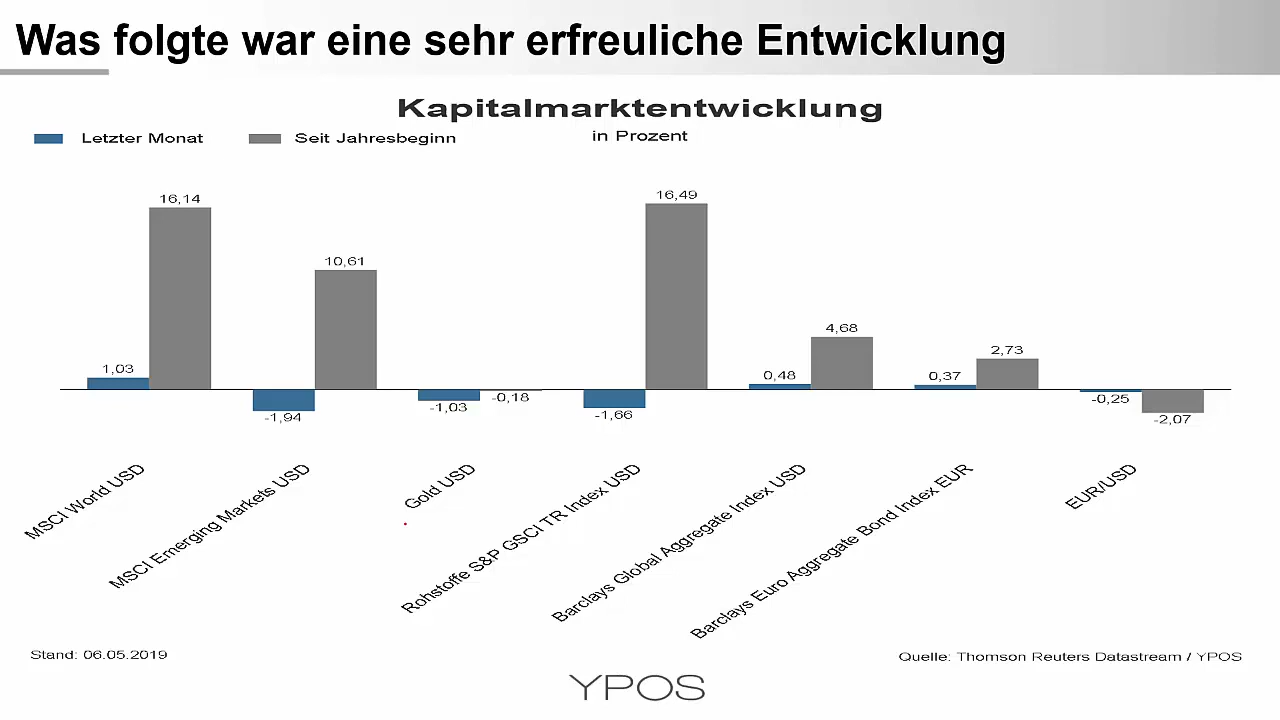 Was folgte war eine sehr erfreuliche Entwicklung
Kapitalmarktentwicklung
in Prozent
Letzter Monat
Seit Jahresbeginn
1,03
16,14
-1,94
10,61
-1,03
-0,18
-1,66
16,49
0,48
4,68
0,37
2,73
-0,25
-2,07
MSCI World USD
MSCI Emerging Markets USD
Gold USD
Rohstoffe S&P GSCI TR Index USD
Barclays Global Aggregate Index USD
Barclays Euro Aggregate Bond Index EUR
EUR/USD
Stand: 06.05.2019
Quelle: Thomson Reuters Datastream / YPOS
YPOS